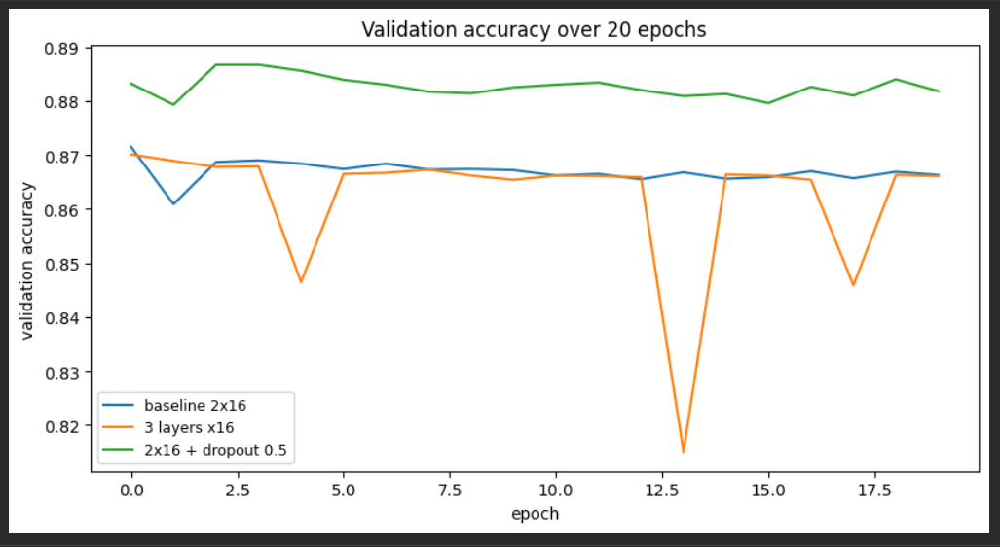 Validation accuracy over 20 epochs
0.89
0.88
0.87
0.86
0.85
0.84
0.83
0.82
validation accuracy
baseline 2x16
3 layers x16
2x16 + dropout 0.5
0.0 2.5 5.0 7.5 10.0 12.5 15.0 17.5
epoch